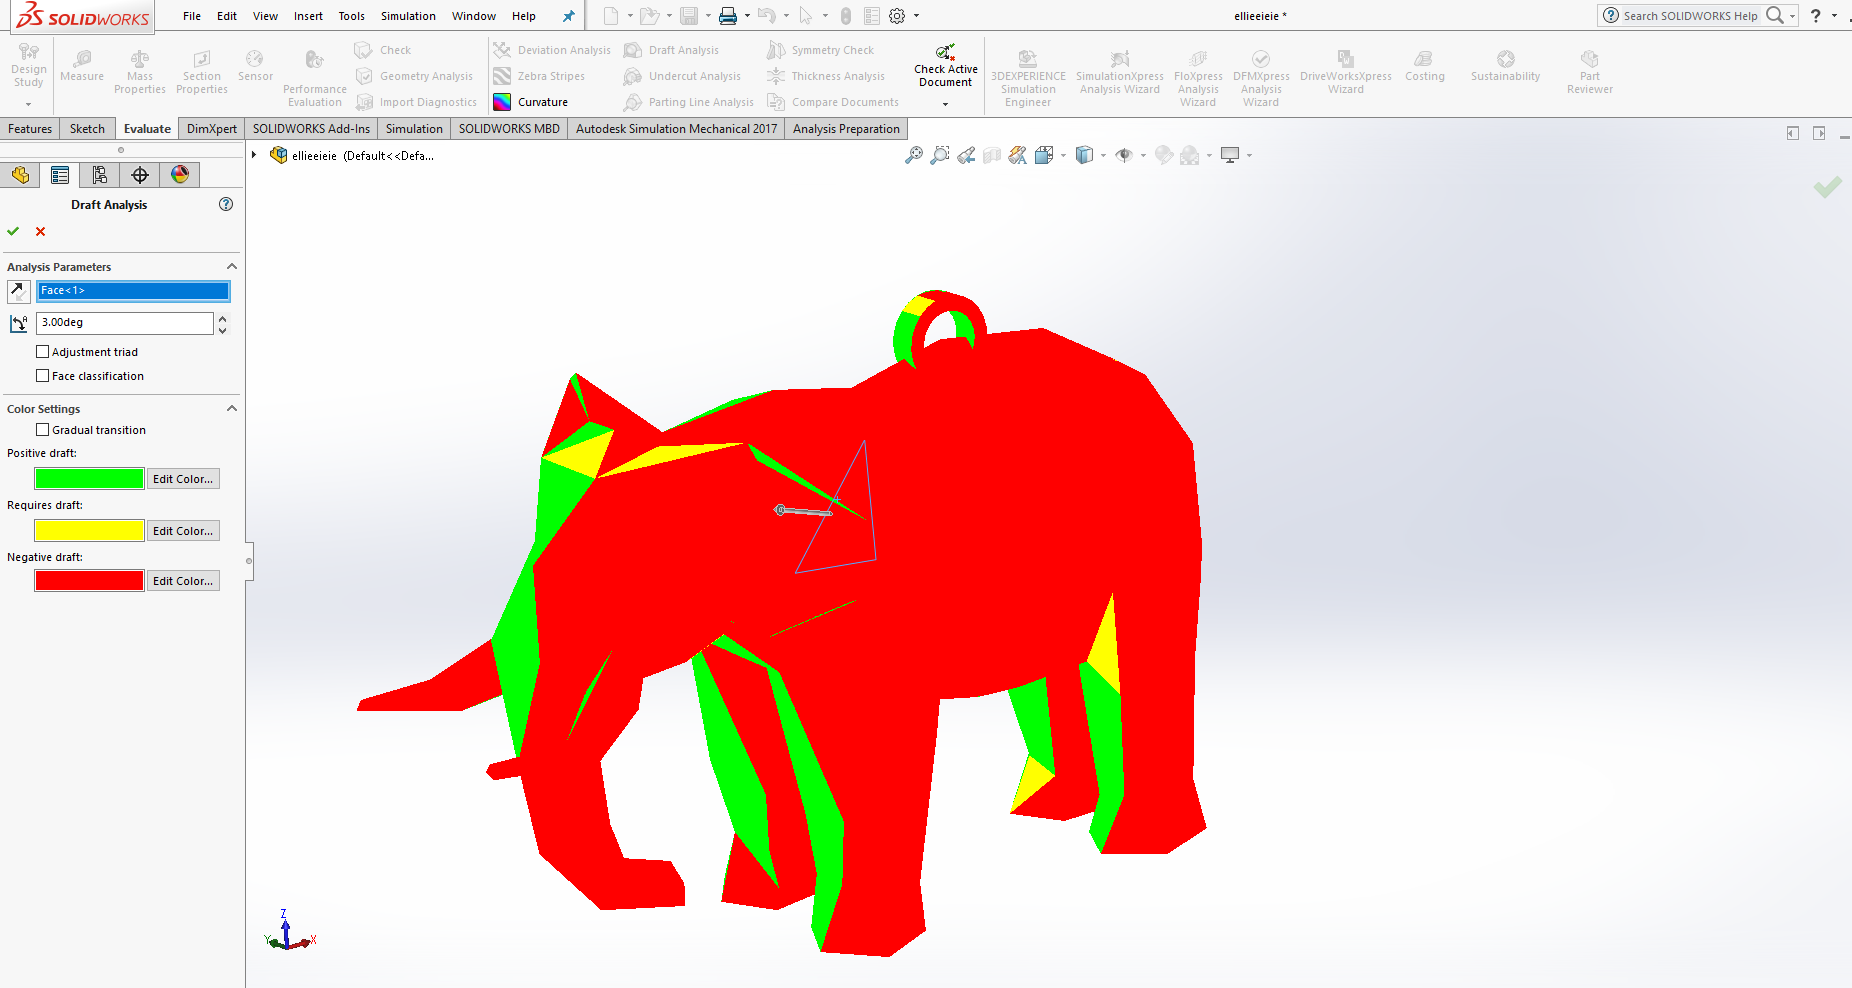 SOLIDWORKS File Edit View Insert Tools Simulation Window Help ellieeieie * Search SOLIDWORKS Help ?
Design Study
Measure
Mass Properties
Section Properties
Sensor
Performance Evaluation
Check
Geometry Analysis
Import Diagnostics
Deviation Analysis
Zebra Stripes
Curvature
Draft Analysis
Undercut Analysis
Parting Line Analysis
Symmetry Check
Thickness Analysis
Compare Documents
Check Active Document
3DEXPERIENCE Simulation Engineer
SimulationXpress Analysis Wizard
FloXpress Analysis Wizard
DFMXpress Analysis Wizard
DriveWorksXpress Wizard
Costing
Sustainability
Part Reviewer
Features Sketch Evaluate DimXpert SOLIDWORKS Add-Ins Simulation SOLIDWORKS MBD Autodesk Simulation Mechanical 2017 Analysis Preparation
ellieeieie (Default<<Defa...
Draft Analysis
Analysis Parameters
Face<1>
3.00deg
Adjustment triad
Face classification
Color Settings
Gradual transition
Positive draft:
Edit Color...
Requires draft:
Edit Color...
Negative draft:
Edit Color...
Z
Y X